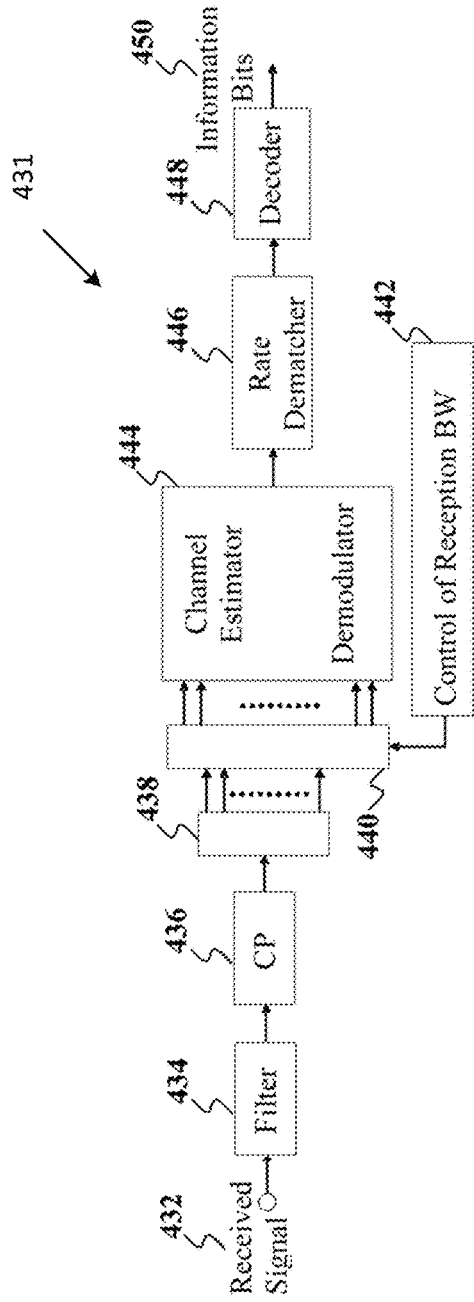 431
432
Received
Signal
434
Filter
436
CP
438
440
444
Channel
Estimator
Demodulator
442
Control of Reception BW
446
Rate
Dematcher
448
Decoder
450
Information
Bits